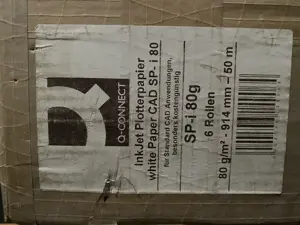 Q-CONNECT
InkJet Plotterpapier
white Paper CAD SP-i 80
für Standard CAD Anwendungen,
besonders kostengünstig
SP-i 80g
6 Rollen
80 g/m² - 914 mm – 50 m